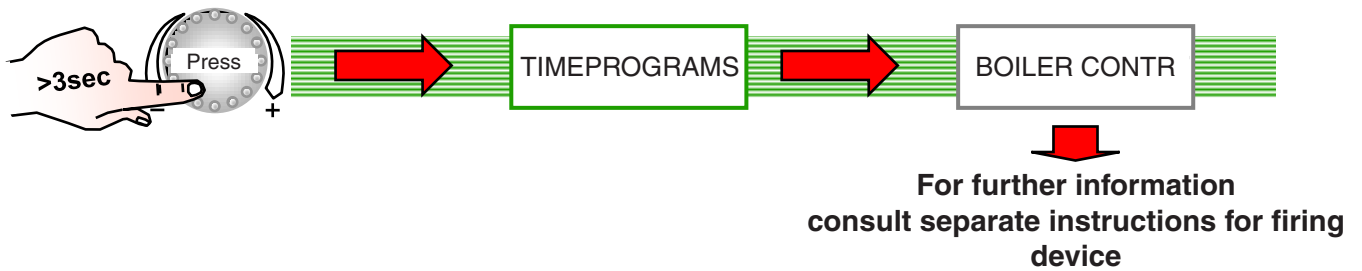 >3sec
Press
−
+
TIMEPROGRAMS
BOILER CONTR
For further information
consult separate instructions for firing
device